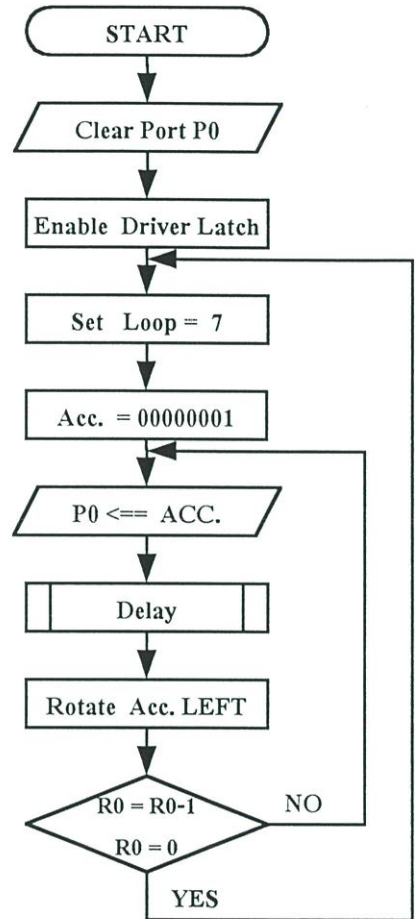 START
Clear Port P0
Enable Driver Latch
Set Loop = 7
Acc. = 00000001
P0 <== ACC.
Delay
Rotate Acc. LEFT
R0 = R0-1
NO
R0 = 0
YES